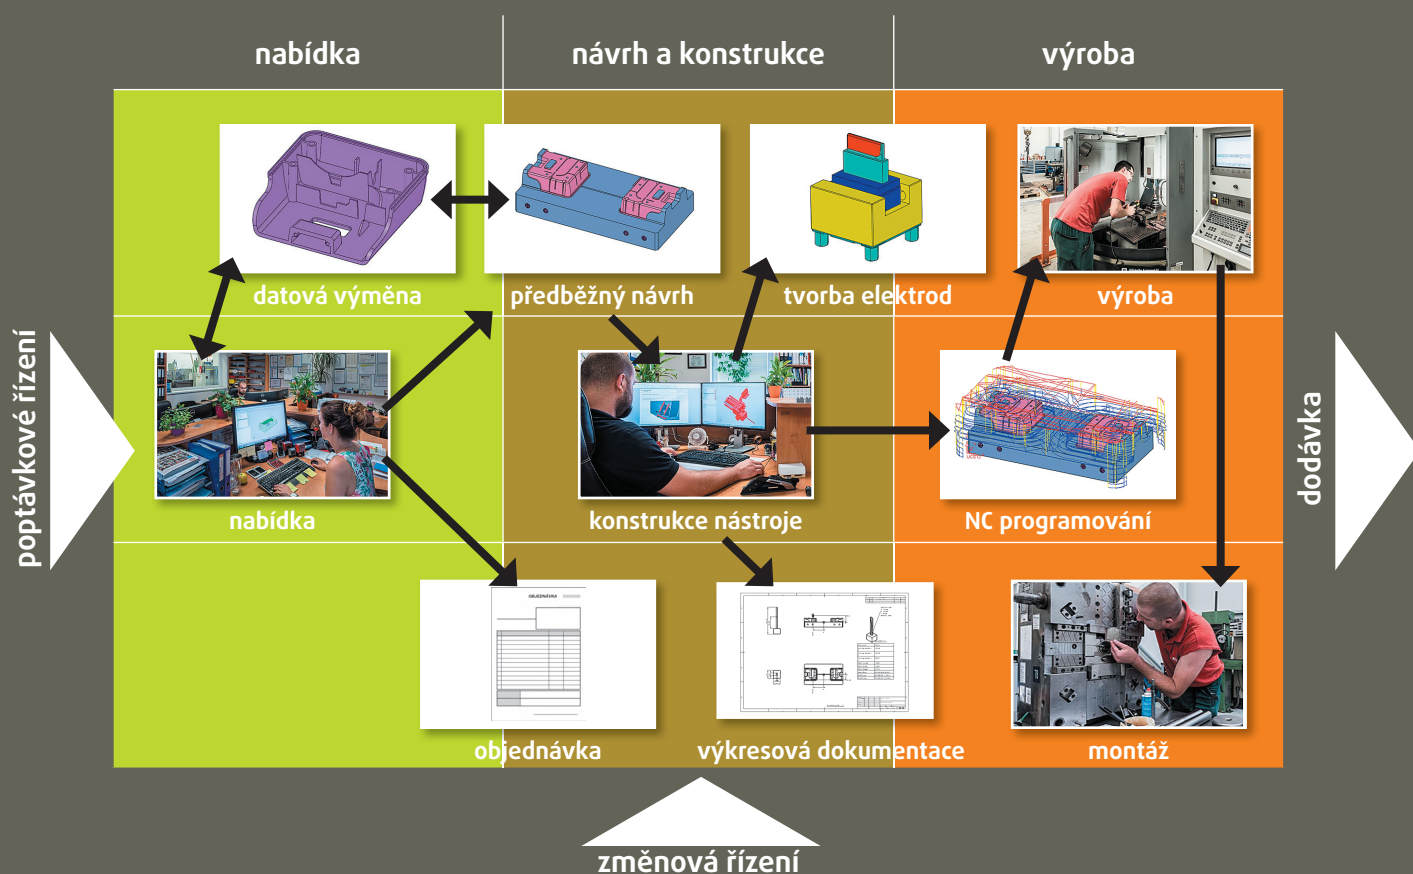 nabídka
návrh a konstrukce
výroba
datová výměna
předběžný návrh
tvorba elektrod
výroba
poptávkové řízení
nabídka
konstrukce nástroje
NC programování
dodávka
OBJEDNÁVKA
objednávka
výkresová dokumentace
montáž
změnová řízení